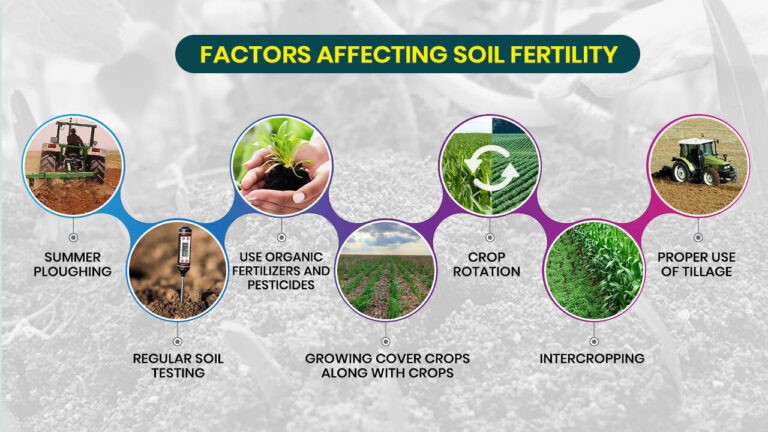 FACTORS AFFECTING SOIL FERTILITY
SUMMER
PLOUGHING
REGULAR SOIL
TESTING
USE ORGANIC
FERTILIZERS AND
PESTICIDES
GROWING COVER CROPS
ALONG WITH CROPS
CROP
ROTATION
INTERCROPPING
PROPER USE
OF TILLAGE